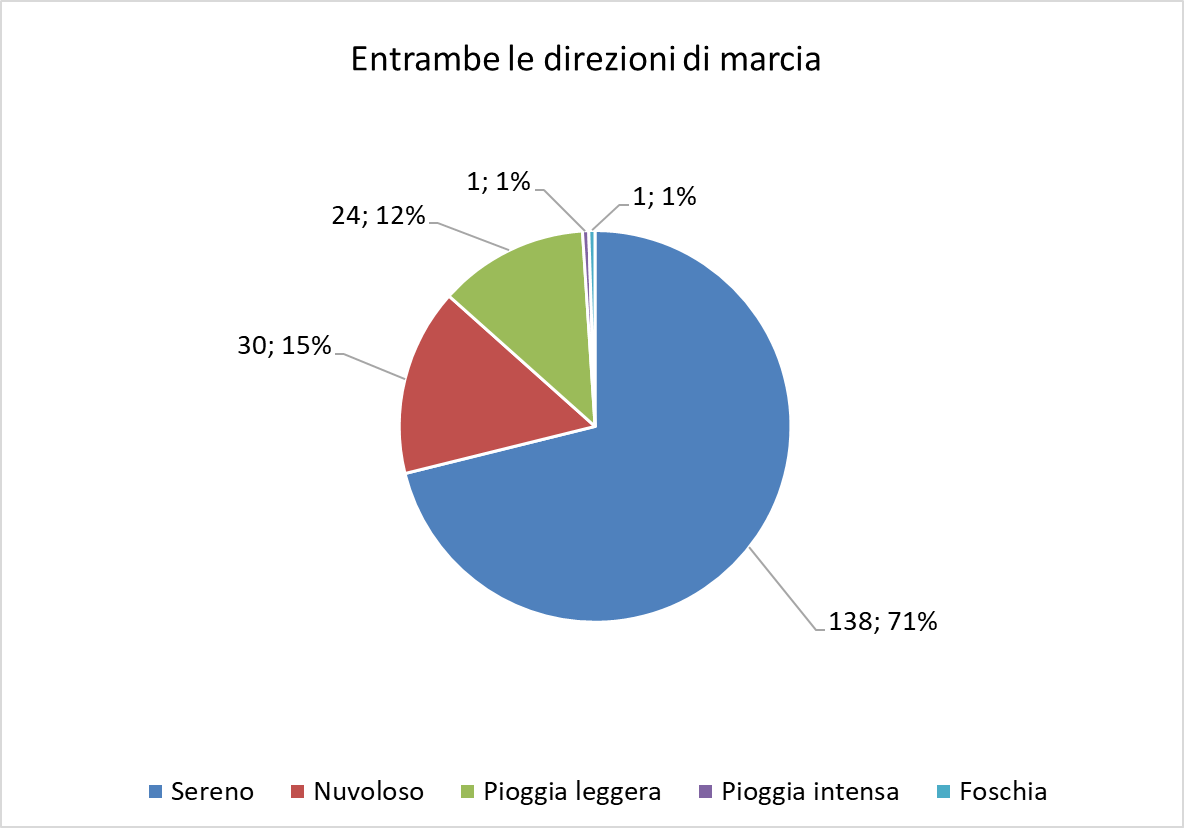 Entrambe le direzioni di marcia
1; 1%
1; 1%
24; 12%
30; 15%
138; 71%
Sereno
Nuvoloso
Pioggia leggera
Pioggia intensa
Foschia